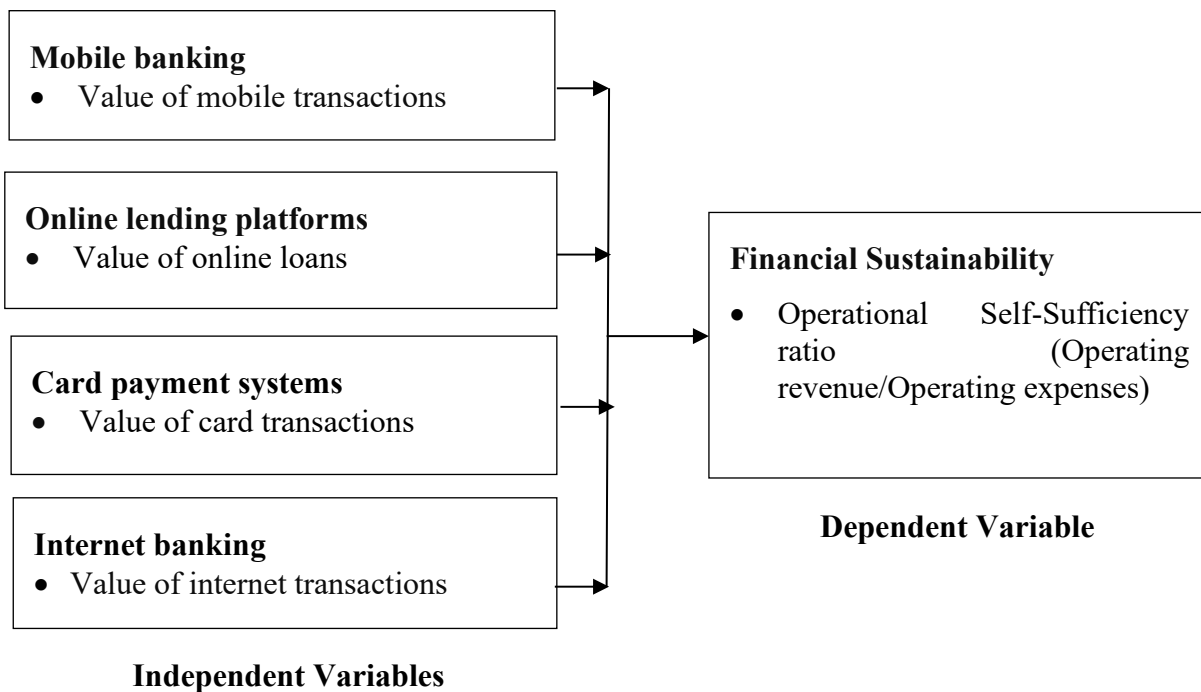 Mobile banking
• Value of mobile transactions
Online lending platforms
• Value of online loans
Card payment systems
• Value of card transactions
Internet banking
• Value of internet transactions
Independent Variables
Financial Sustainability
• Operational Self-Sufficiency
ratio (Operating
revenue/Operating expenses)
Dependent Variable